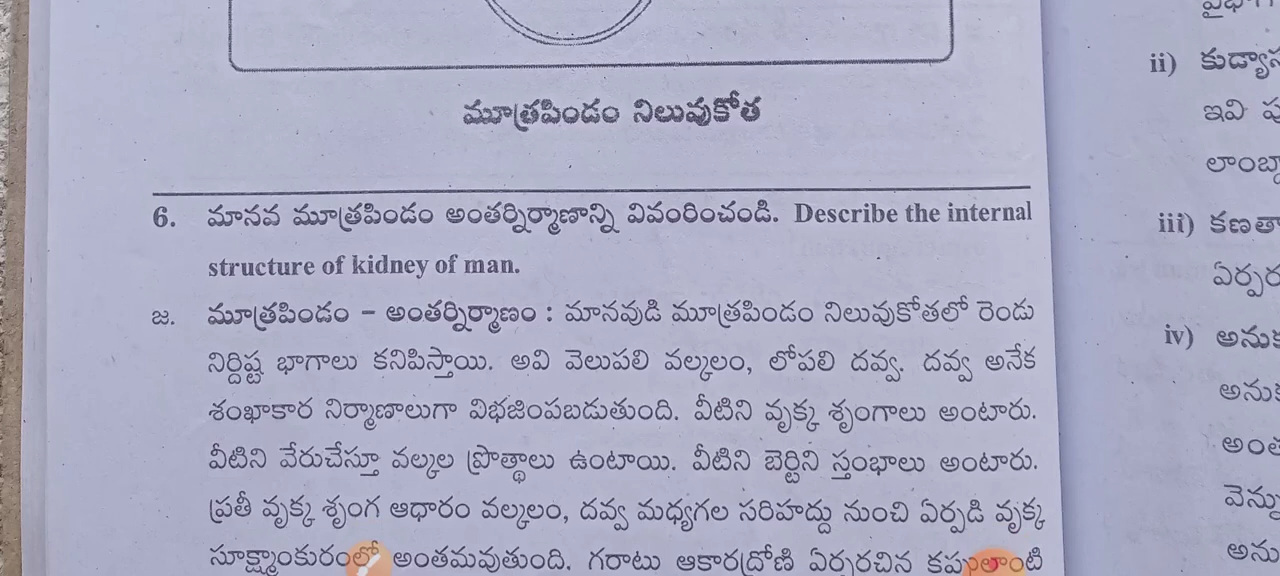 మూత్రపిండం నిలువుకోత
6. మానవ మూత్రపిండం అంతర్నిర్మాణాన్ని వివంరించండి. Describe the internal
structure of kidney of man.
జ. మూత్రపిండం – అంతర్నిర్మాణం : మానవుడి మూత్రపిండం నిలువుకోతలో రెండు
నిర్దిష్ట భాగాలు కనిపిస్తాయి. అవి వెలుపలి వల్కలం, లోపలి దవ్వ. దవ్వ అనేక
శంఖాకార నిర్మాణాలుగా విభజింపబడుతుంది. వీటిని వృక్క శృంగాలు అంటారు.
వీటిని వేరుచేస్తూ వల్కల ప్రొత్థాలు ఉంటాయి. వీటిని బెర్టిని స్తంభాలు అంటారు.
ప్రతీ వృక్క శృంగ ఆధారం వల్కలం, దవ్వ మధ్యగల సరిహద్దు నుంచి ఏర్పడి వృక్క
సూక్ష్మాంకురంలో అంతమవుతుంది. గరాటు ఆకారద్రోణి ఏర్పరచిన కప్పులాంటి
ii)
ఇవి
iii)
iv)